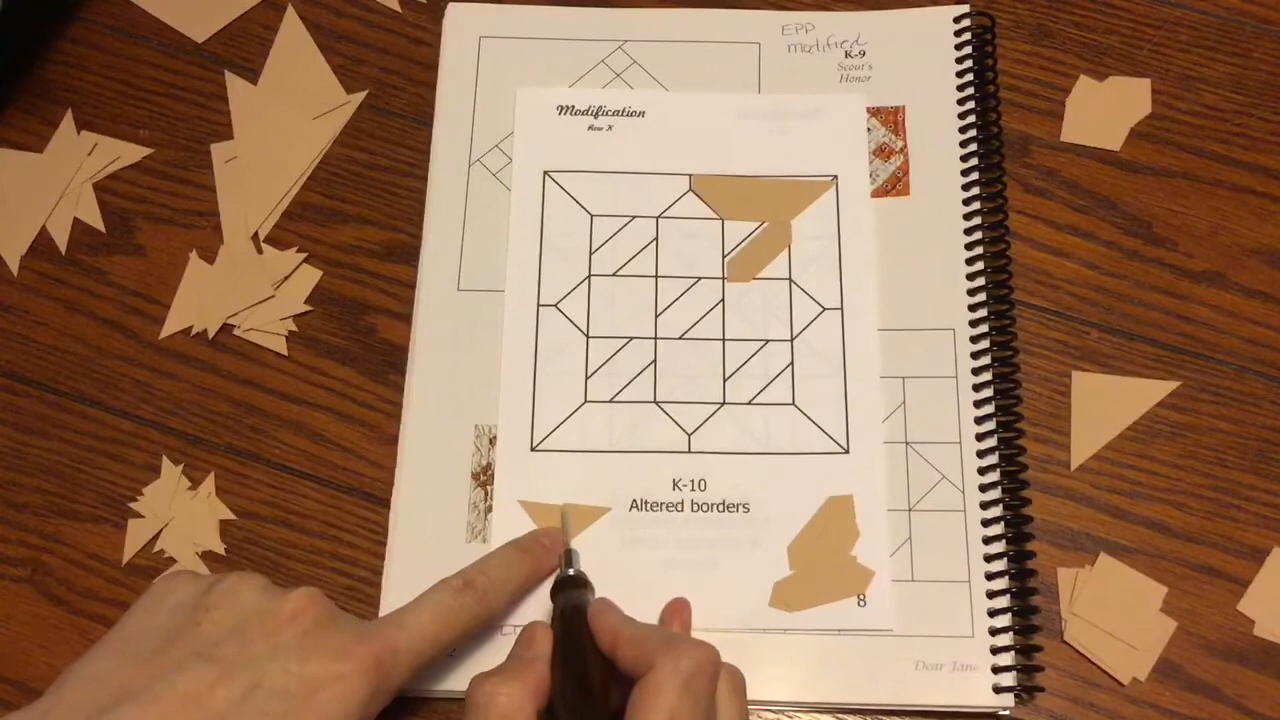 EPP
modified
K-9
Scout's
Honor
Modification
Row K
K-10
Altered borders
8
Dear Jane